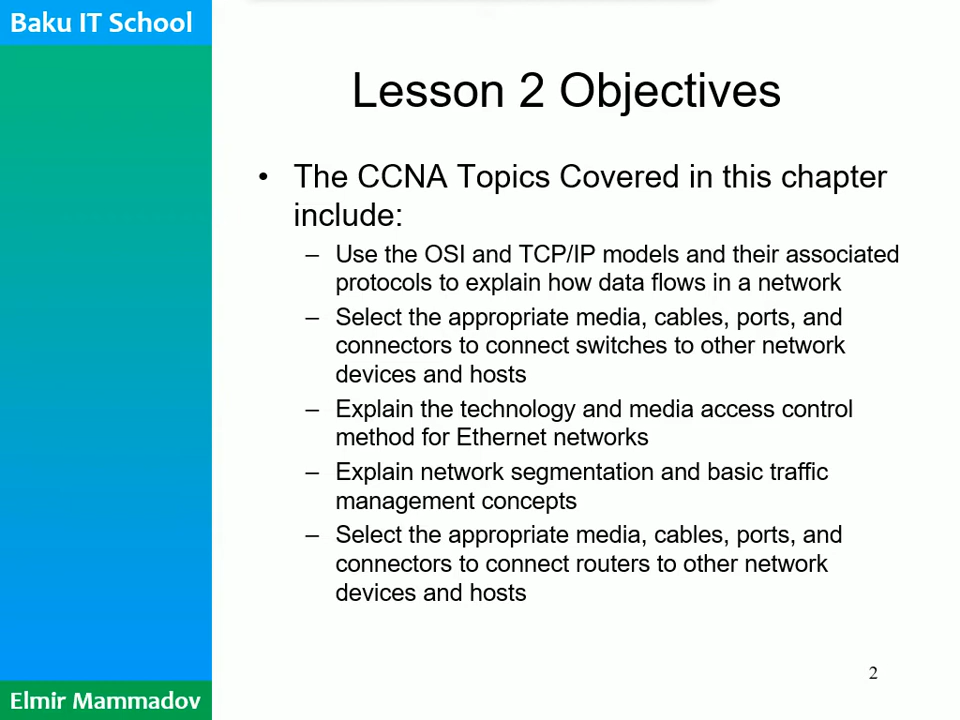 Baku IT School
Lesson 2 Objectives
• The CCNA Topics Covered in this chapter
include:
– Use the OSI and TCP/IP models and their associated
protocols to explain how data flows in a network
– Select the appropriate media, cables, ports, and
connectors to connect switches to other network
devices and hosts
– Explain the technology and media access control
method for Ethernet networks
– Explain network segmentation and basic traffic
management concepts
– Select the appropriate media, cables, ports, and
connectors to connect routers to other network
devices and hosts
2
Elmir Mammadov